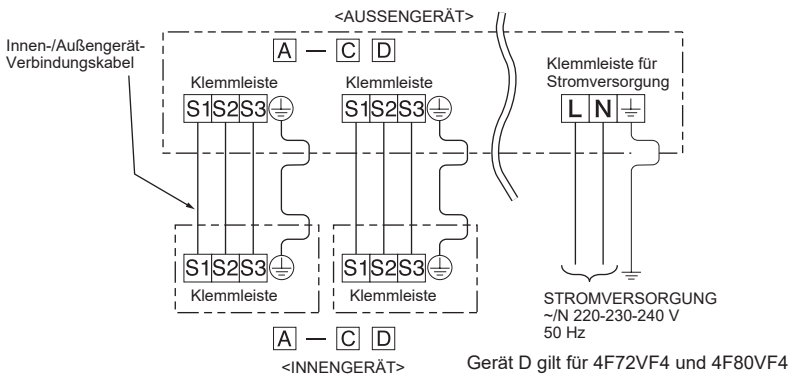 <AUSSENGERÄT>
Innen-/Außengerät-
Verbindungskabel
A — C D
Klemmleiste
S1 S2 S3
Klemmleiste
S1 S2 S3
Klemmleiste für
Stromversorgung
L N
S1 S2 S3
Klemmleiste
S1 S2 S3
Klemmleiste
STROMVERSORGUNG
~/N 220-230-240 V
50 Hz
A — C D
<INNENGERÄT>
Gerät D gilt für 4F72VF4 und 4F80VF4